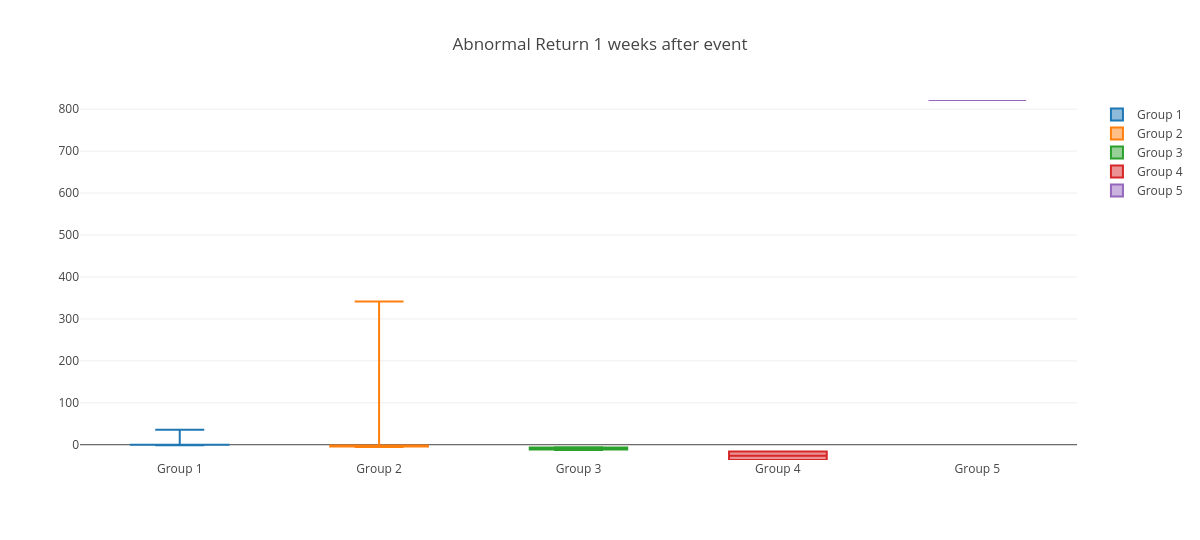 Abnormal Return 1 weeks after event
800
700
600
500
400
300
200
100
0
Group 1
Group 2
Group 3
Group 4
Group 5
Group 1
Group 2
Group 3
Group 4
Group 5